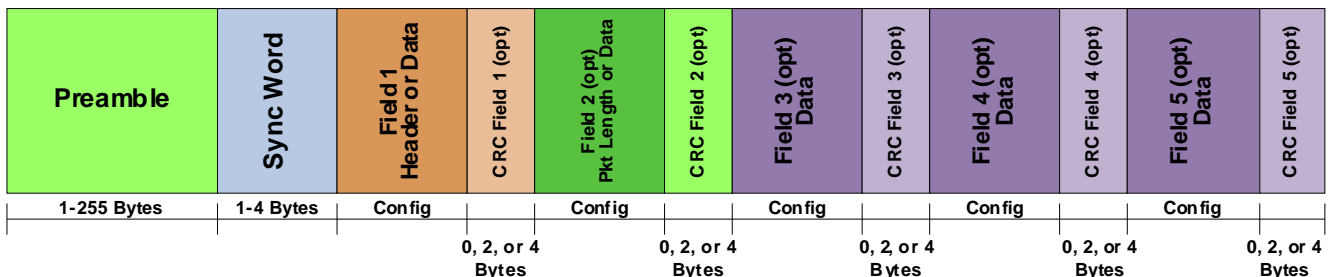 Preamble
Sync Word
Field 1
Header or Data
CRC Field 1 (opt)
Field 2 (opt)
Pkt Length or Data
CRC Field 2 (opt)
Field 3 (opt)
Data
CRC Field 3 (opt)
Field 4 (opt)
Data
CRC Field 4 (opt)
Field 5 (opt)
Data
CRC Field 5 (opt)
1-255 Bytes
1-4 Bytes
Config
Config
Config
Config
Config
0, 2, or 4
Bytes
0, 2, or 4
Bytes
0, 2, or 4
Bytes
0, 2, or 4
Bytes
0, 2, or 4
Bytes